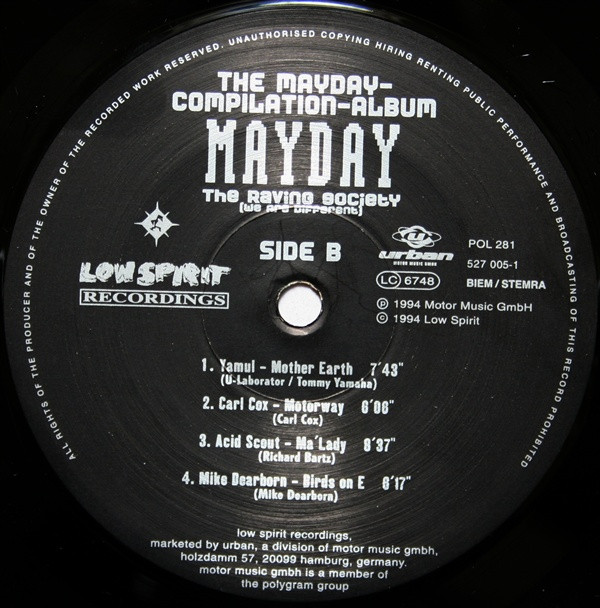 ALL RIGHTS OF THE PRODUCER AND OF THE OWNER OF THE RECORDED WORK RESERVED. UNAUTHORISED COPYING HIRING RENTING PUBLIC PERFORMANCE AND BROADCASTING OF THIS RECORD PROHIBITED
THE MAYDAY-
COMPILATION-ALBUM
MAYDAY
The Raving Society
(We Are Different)
SIDE B
LOW SPIRIT
RECORDINGS
urban
MOTOR MUSIC GMBH
LC 6748
POL 281
527 005-1
BIEM / STEMRA
℗ 1994 Motor Music GmbH
© 1994 Low Spirit
1. Yamul - Mother Earth 7´43"
(U-Laborator / Tommy Yamaha)
2. Carl Cox - Motorway 6´06"
(Carl Cox)
3. Acid Scout - Ma´Lady 8´37"
(Richard Bartz)
4. Mike Dearborn - Birds on E 6´17"
(Mike Dearborn)
low spirit recordings,
marketed by urban, a division of motor music gmbh,
holzdamm 57, 20099 hamburg, germany.
motor music gmbh is a member of
the polygram group